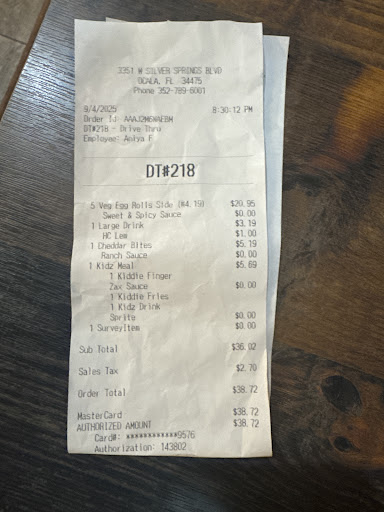 3351 W SILVER SPRINGS BLVD
OCALA, FL 34475
Phone 352-789-6001
9/4/2025 8:30:12 PM
DT#218 - Drive Thru
Employee: Aniya F
DT#218
5 Veg Egg Rolls Side (@4.19) $20.95
Sweet & Spicy Sauce $0.00
1 Large Drink $3.19
HC Lem $1.00
1 Cheddar Bites $5.19
Ranch Sauce $0.00
1 Kidz Meal $5.69
1 Kiddie Finger
Zax Sauce $0.00
1 Kiddie Fries
1 Kidz Drink
Sprite $0.00
1 SurveyItem $0.00
Sub Total $36.02
Sales Tax $2.70
Order Total $38.72
MasterCard $38.72
AUTHORIZED AMOUNT $38.72
Card#: ************9576
Authorization: 143802